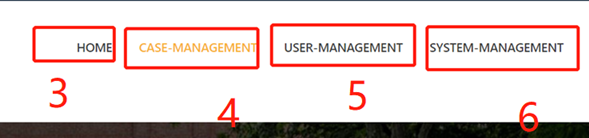 HOME CASE-MANAGEMENT USER-MANAGEMENT SYSTEM-MANAGEMENT
3 4 5 6